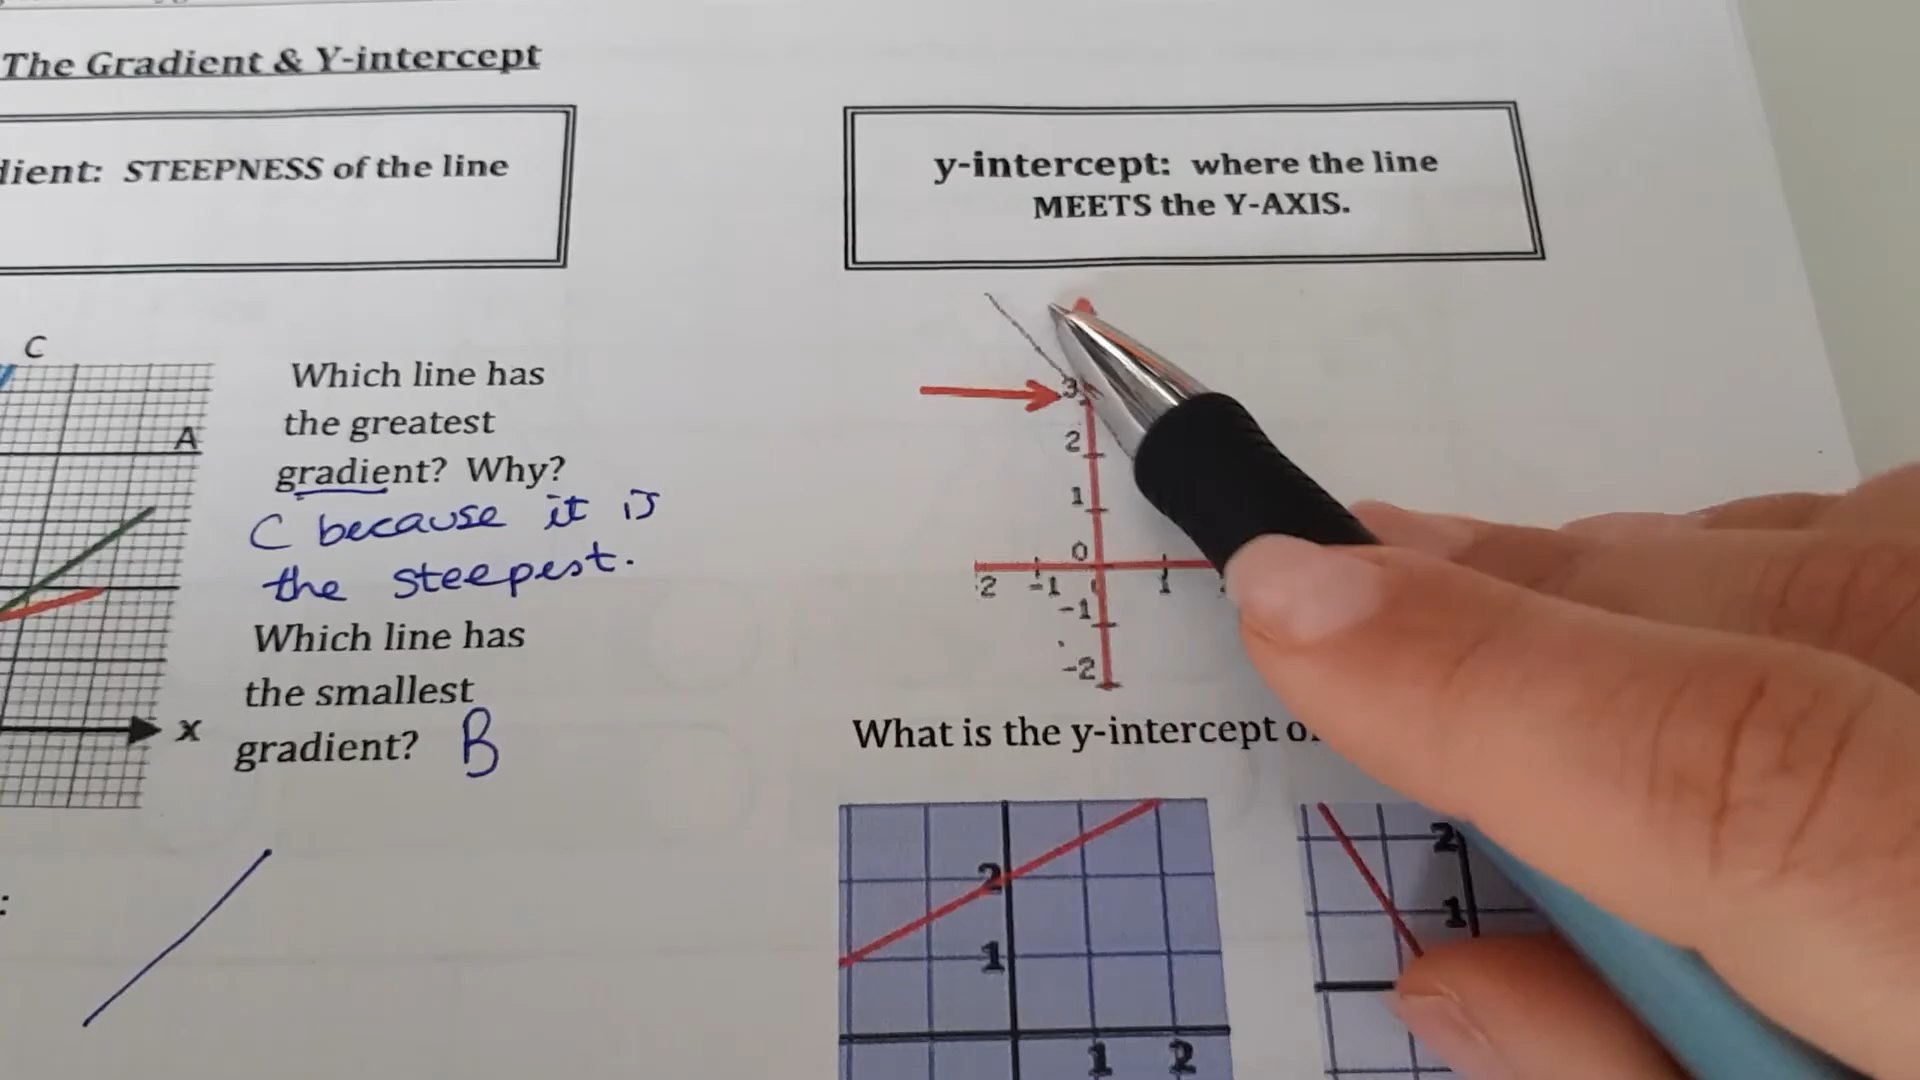 The Gradient & Y-intercept
STEEPNESS of the line
y-intercept: where the line
MEETS the Y-AXIS.
C
A
Which line has
the greatest
gradient? Why?
C because it is
the steepest.
Which line has
the smallest
gradient? B
x
3
2
1
0
-2 -1 1
-1
-2
What is the y-intercept
2
1
1 2
2
1